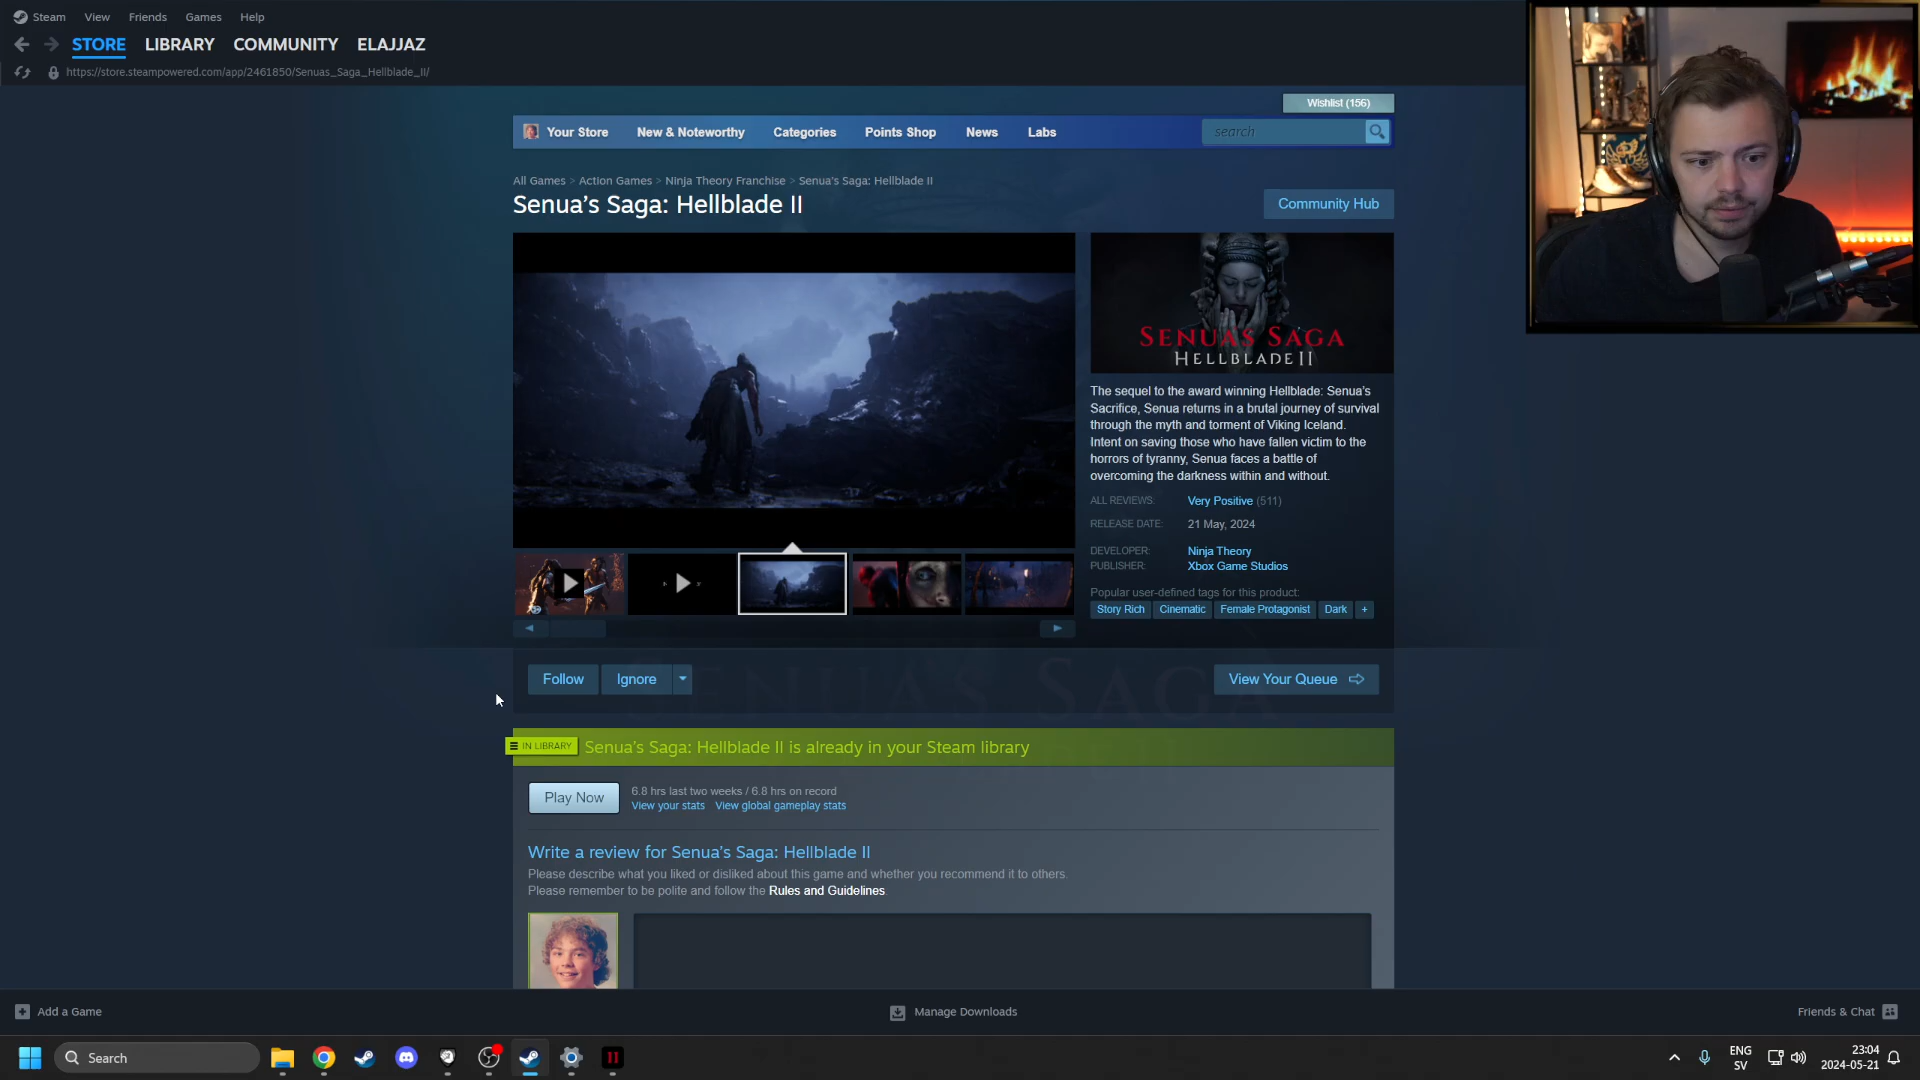 Steam View Friends Games Help
STORE LIBRARY COMMUNITY ELAJJAZ
https://store.steampowered.com/app/2461850/Senuas_Saga_Hellblade_II/
Wishlist (156)
Your Store New & Noteworthy Categories Points Shop News Labs search
All Games > Action Games > Ninja Theory Franchise > Senua's Saga: Hellblade II
Senua's Saga: Hellblade II
Community Hub
SENUA'S SAGA
HELLBLADE II
The sequel to the award winning Hellblade: Senua's
Sacrifice, Senua returns in a brutal journey of survival
through the myth and torment of Viking Iceland.
Intent on saving those who have fallen victim to the
horrors of tyranny, Senua faces a battle of
overcoming the darkness within and without.
ALL REVIEWS: Very Positive (511)
RELEASE DATE: 21 May, 2024
DEVELOPER: Ninja Theory
PUBLISHER: Xbox Game Studios
Popular user-defined tags for this product:
Story Rich Cinematic Female Protagonist Dark +
Follow Ignore View Your Queue
SENUA'S SAGA
IN LIBRARY Senua's Saga: Hellblade II is already in your Steam library
Play Now
6.8 hrs last two weeks / 6.8 hrs on record
View your stats View global gameplay stats
Write a review for Senua's Saga: Hellblade II
Please describe what you liked or disliked about this game and whether you recommend it to others.
Please remember to be polite and follow the Rules and Guidelines.
Add a Game Manage Downloads Friends & Chat
Search
ENG
SV
23:04
2024-05-21